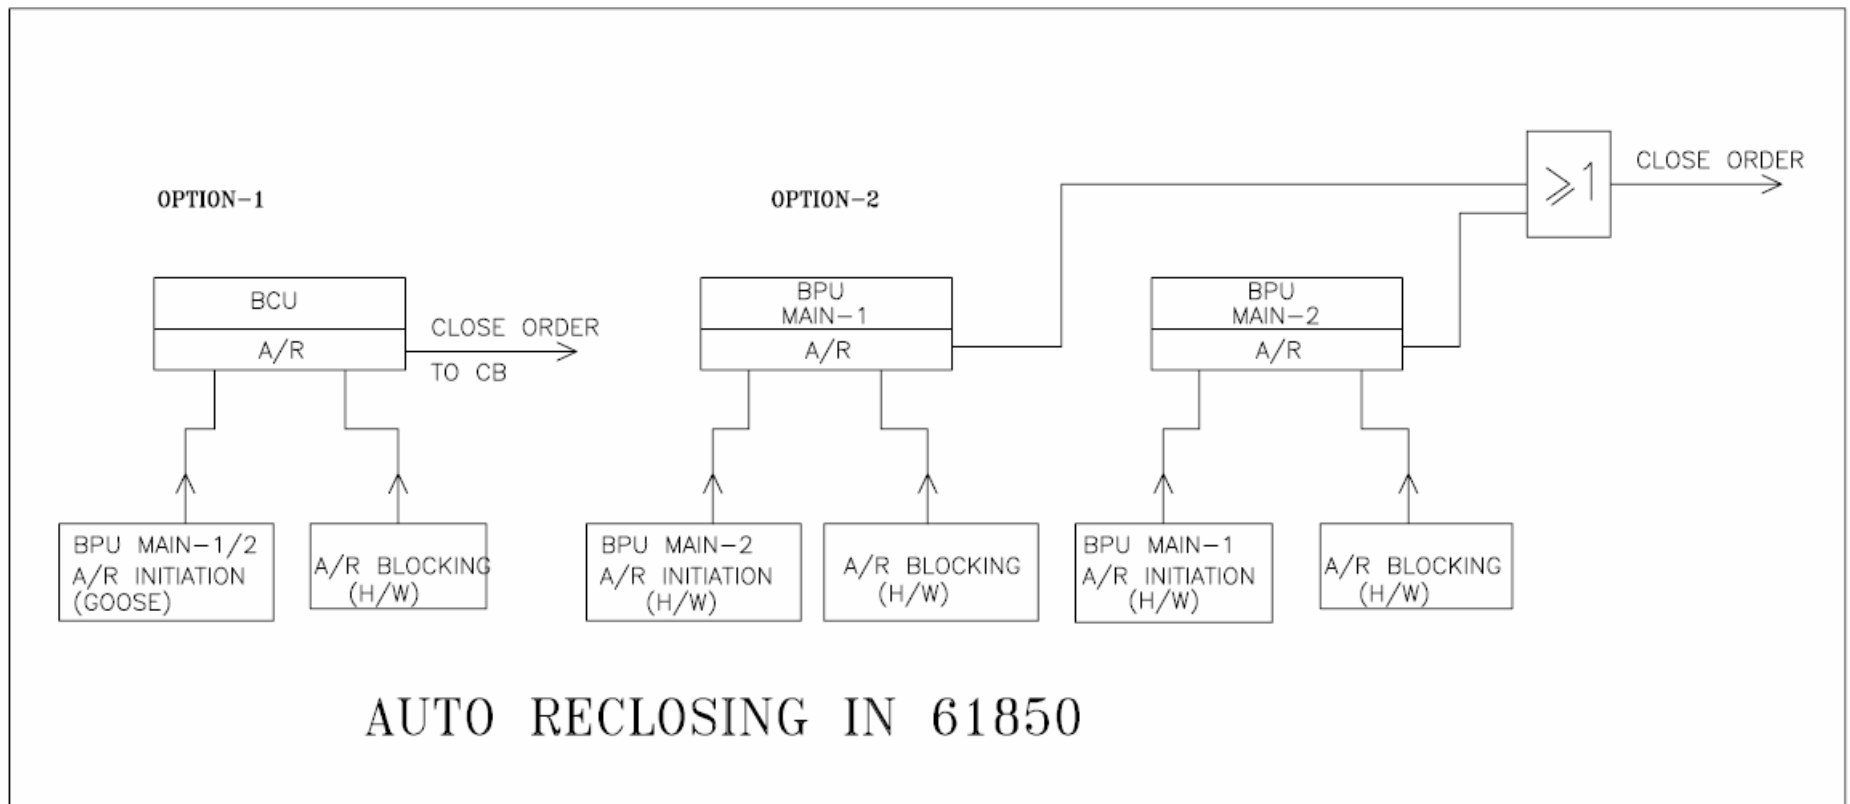 OPTION-1
BCU
A/R
CLOSE ORDER
TO CB
BPU MAIN-1/2
A/R INITIATION
(GOOSE)
A/R BLOCKING
(H/W)
OPTION-2
BPU
MAIN-1
A/R
BPU MAIN-2
A/R INITIATION
(H/W)
A/R BLOCKING
(H/W)
BPU
MAIN-2
A/R
BPU MAIN-1
A/R INITIATION
(H/W)
A/R BLOCKING
(H/W)
⩾1
CLOSE ORDER
AUTO RECLOSING IN 61850